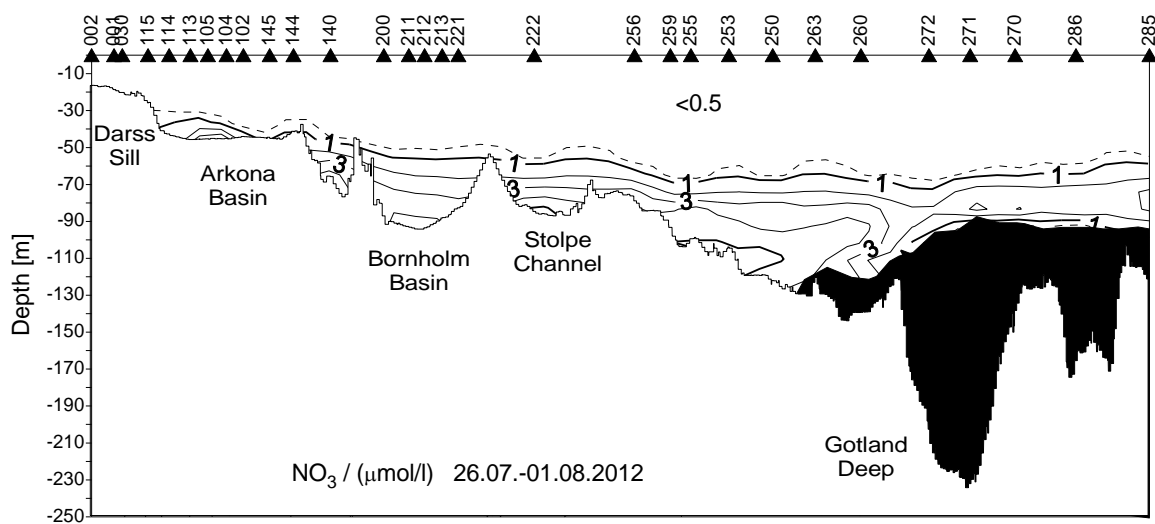 002 001 030 115 114 113 105 104 102 145 144 140 200 211 212 213 221 222 256 259 255 253 250 263 260 272 271 270 286 285
-10
-30
-50
-70
-90
-110
-130
-150
-170
-190
-210
-230
-250
Depth [m]
<0.5
1 1 1 1 1
3 3 3 3 1
Darss
Sill
Arkona
Basin
Bornholm
Basin
Stolpe
Channel
Gotland
Deep
NO3 / (μmol/l) 26.07.-01.08.2012